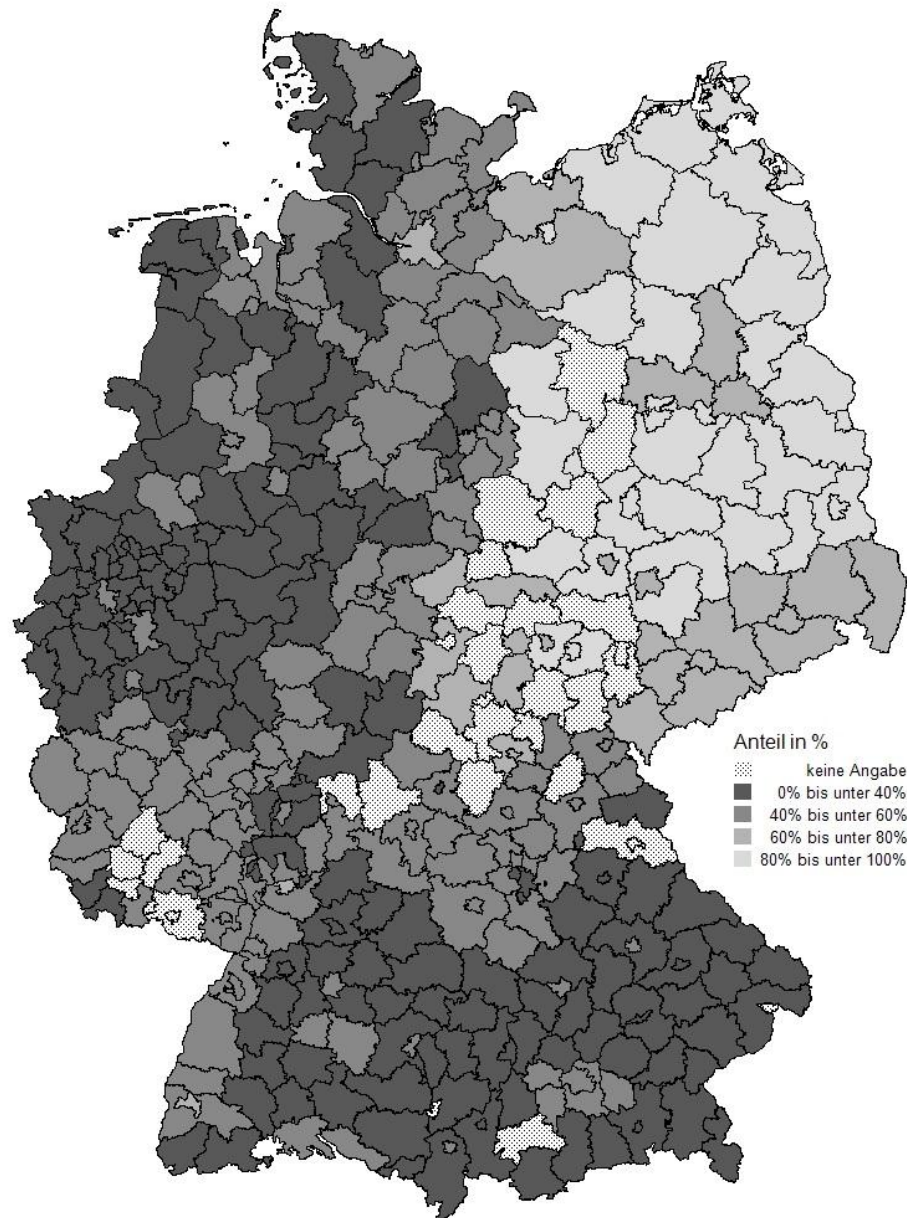 Anteil in %
keine Angabe
0% bis unter 40%
40% bis unter 60%
60% bis unter 80%
80% bis unter 100%